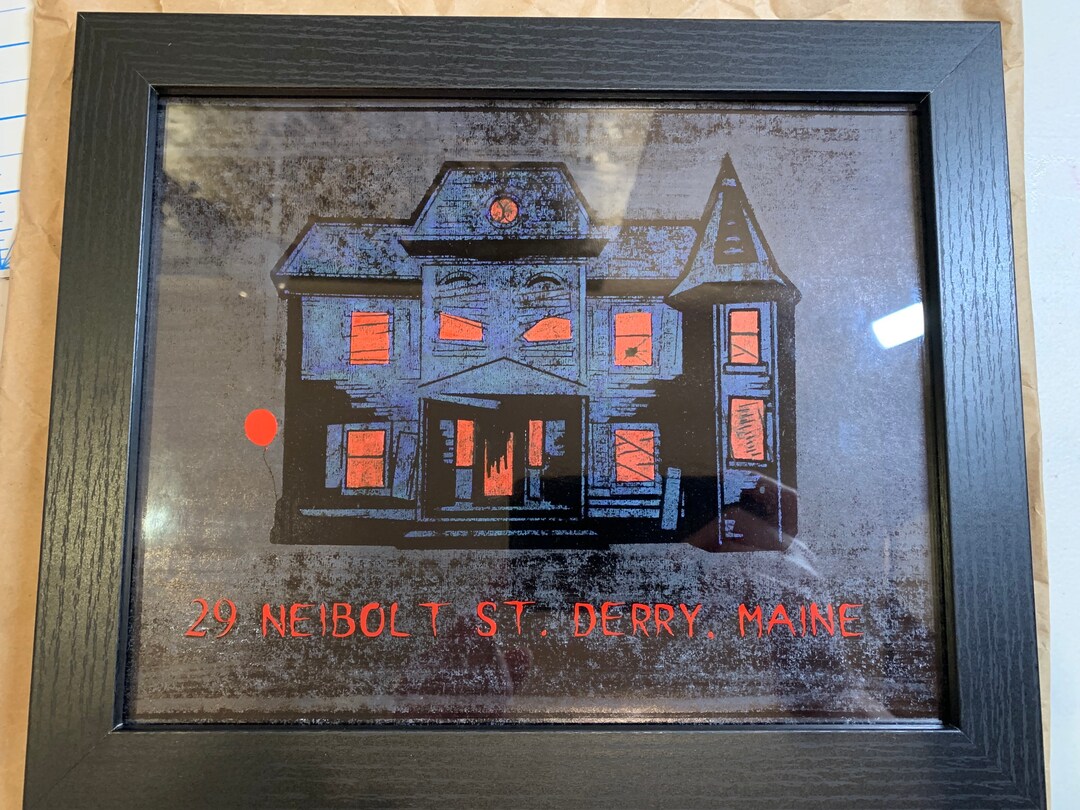 29 NEIBOLT ST. DERRY, MAINE